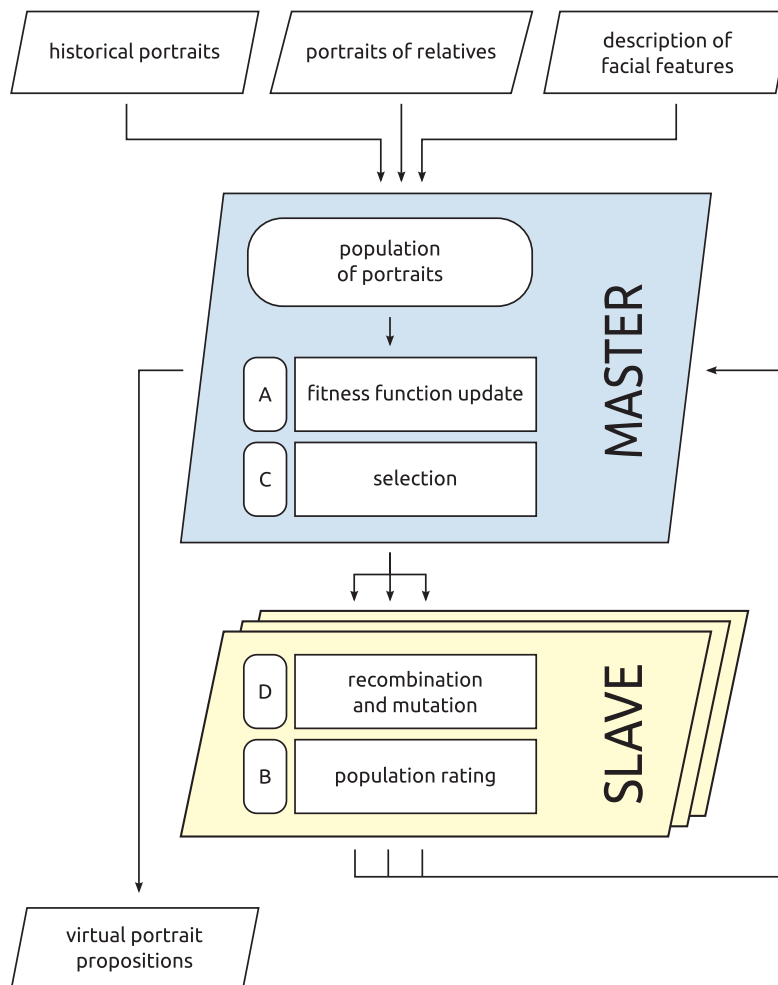 historical portraits
portraits of relatives
description of
facial features
population
of portraits
MASTER
A
fitness function update
C
selection
D
recombination
and mutation
SLAVE
B
population rating
virtual portrait
propositions